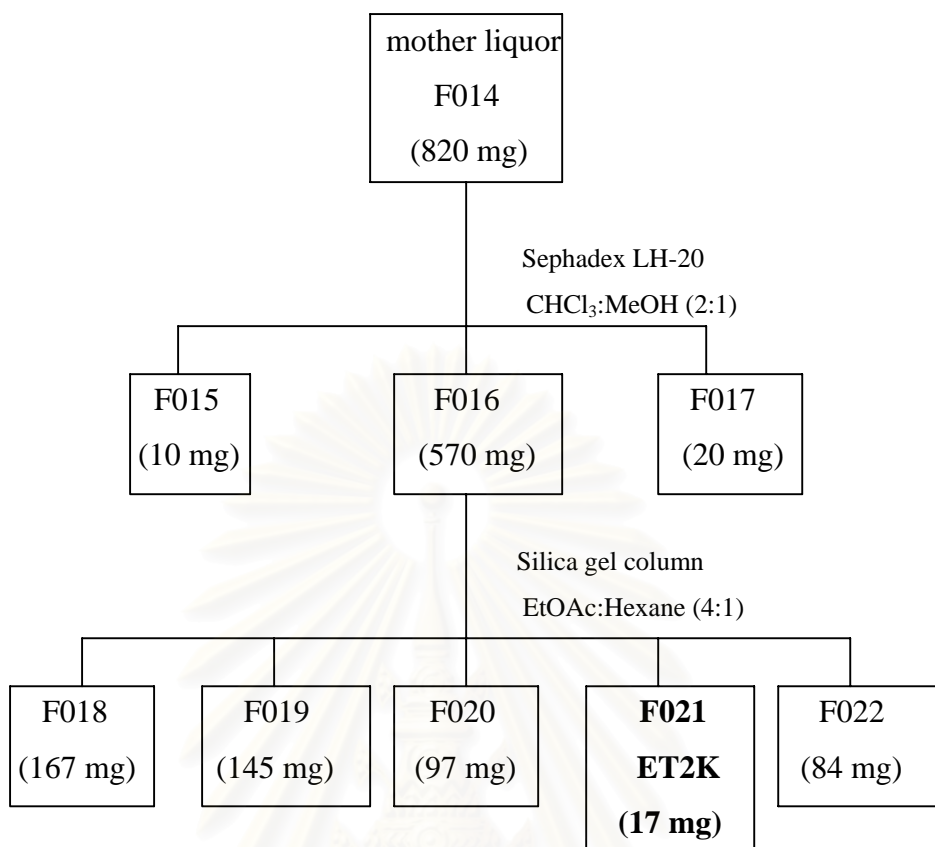 mother liquor
F014
(820 mg)
Sephadex LH-20
CHCl₃:MeOH (2:1)
F015
(10 mg)
F016
(570 mg)
F017
(20 mg)
Silica gel column
EtOAc:Hexane (4:1)
F018
(167 mg)
F019
(145 mg)
F020
(97 mg)
F021
ET2K
(17 mg)
F022
(84 mg)